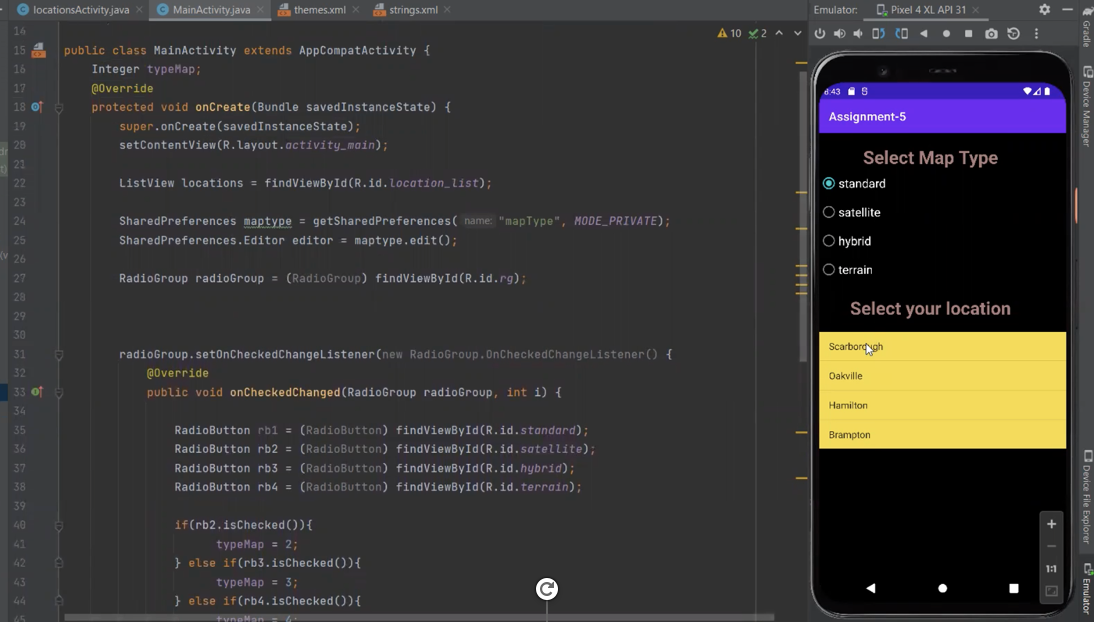 locationsActivity.java
MainActivity.java
themes.xml
strings.xml
Emulator:
Pixel 4 XL API 31
14
10
2
15 public class MainActivity extends AppCompatActivity {
16 Integer typeMap;
17 @Override
18 protected void onCreate(Bundle savedInstanceState) {
19 super.onCreate(savedInstanceState);
20 setContentView(R.layout.activity_main);
21
22 ListView locations = findViewById(R.id.location_list);
23
24 SharedPreferences maptype = getSharedPreferences( name: "mapType", MODE_PRIVATE);
25 SharedPreferences.Editor editor = maptype.edit();
26
27 RadioGroup radioGroup = (RadioGroup) findViewById(R.id.rg);
28
29
30
31 radioGroup.setOnCheckedChangeListener(new RadioGroup.OnCheckedChangeListener() {
32 @Override
33 public void onCheckedChanged(RadioGroup radioGroup, int i) {
34
35 RadioButton rb1 = (RadioButton) findViewById(R.id.standard);
36 RadioButton rb2 = (RadioButton) findViewById(R.id.satellite);
37 RadioButton rb3 = (RadioButton) findViewById(R.id.hybrid);
38 RadioButton rb4 = (RadioButton) findViewById(R.id.terrain);
39
40 if(rb2.isChecked()){
41 typeMap = 2;
42 } else if(rb3.isChecked()){
43 typeMap = 3;
44 } else if(rb4.isChecked()){
45 typeMap = 4;
Assignment-5
Select Map Type
standard
satellite
hybrid
terrain
Select your location
Scarborough
Oakville
Hamilton
Brampton
1:1
Gradle
Device Manager
Device File Explorer
Emulator